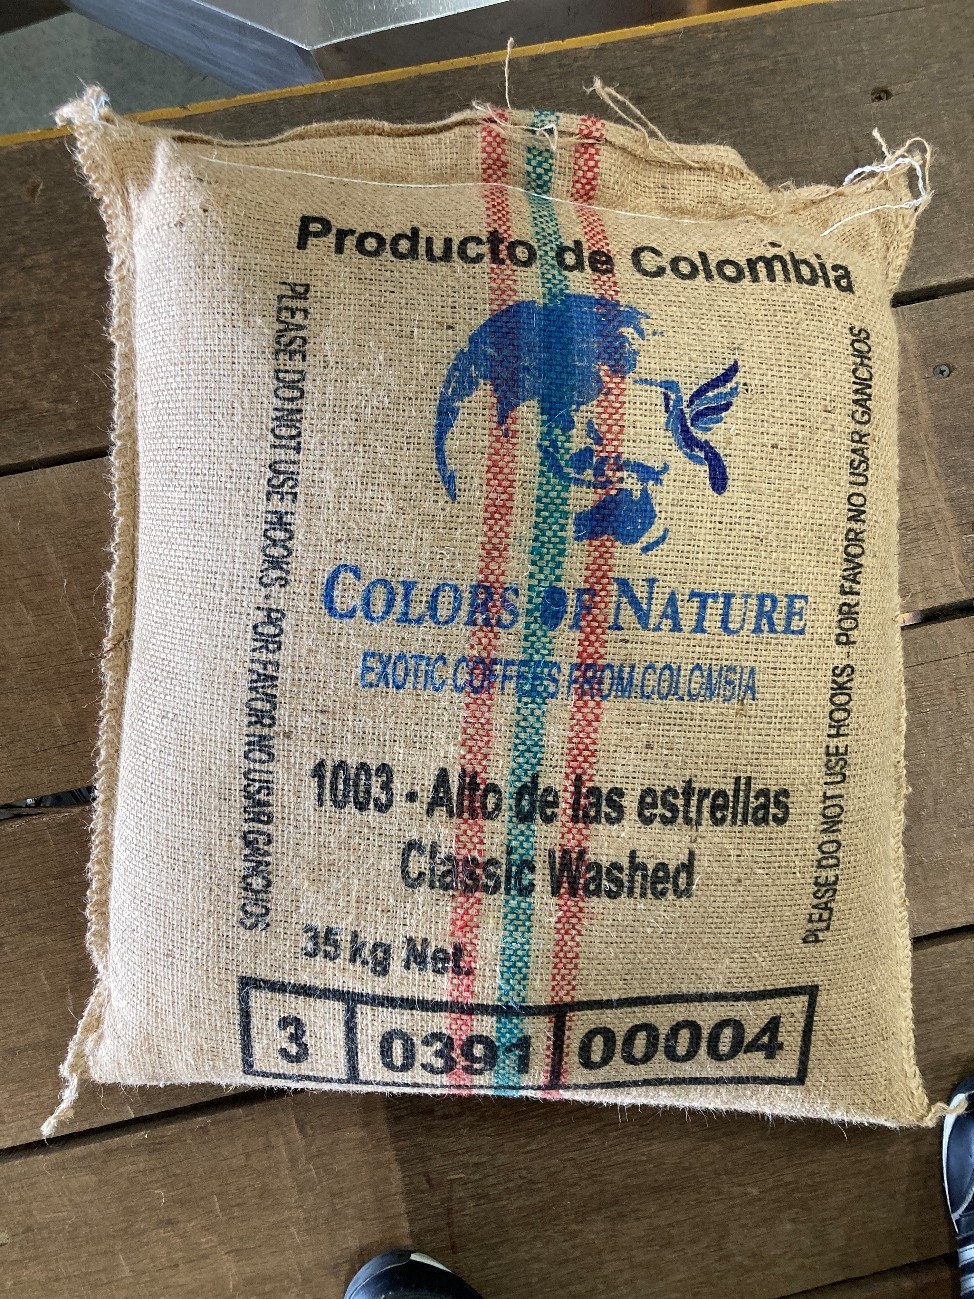 Producto de Colombia
PLEASE DO NOT USE HOOKS - POR FAVOR NO USAR GANCHOS
COLORS OF NATURE
EXOTIC COFFEES FROM COLOMBIA
1003 - Alto de las estrellas
Classic Washed
35 kg Net.
3 0391 00004
PLEASE DO NOT USE HOOKS POR FAVOR NO USAR GANCHOS